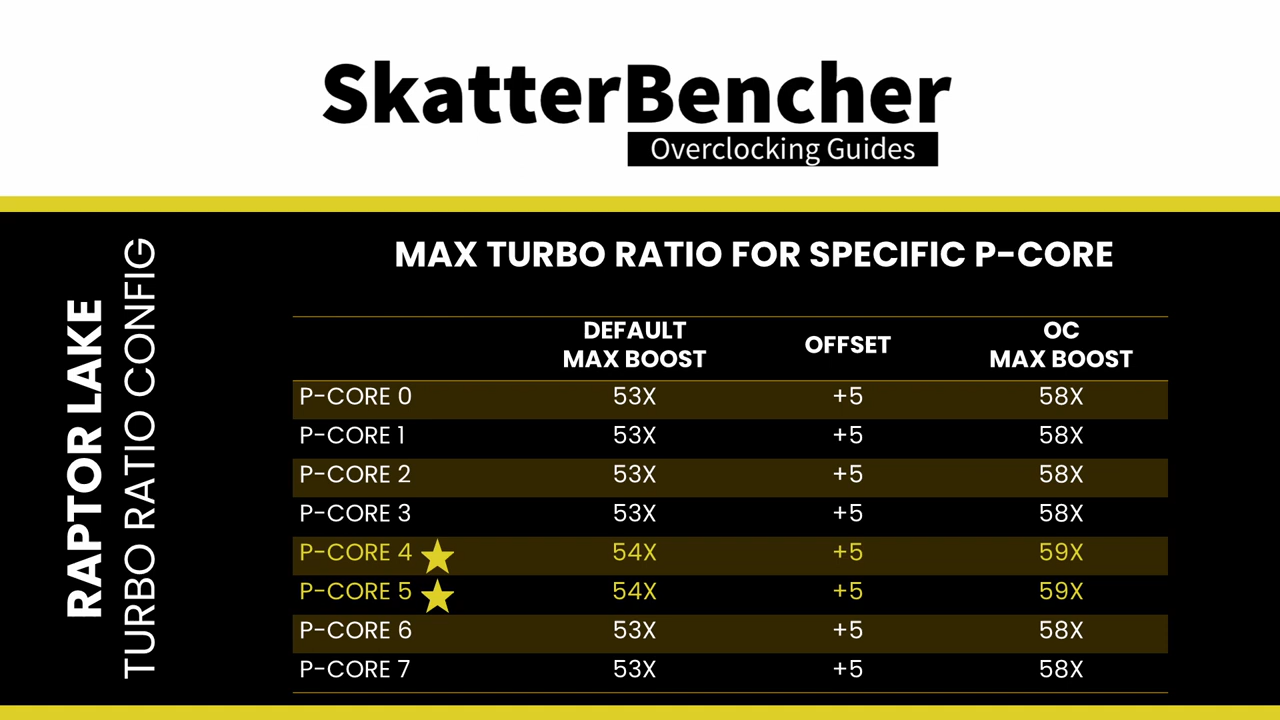 SkatterBencher
Overclocking Guides
RAPTOR LAKE
TURBO RATIO CONFIG
MAX TURBO RATIO FOR SPECIFIC P-CORE
DEFAULT MAX BOOST OFFSET OC MAX BOOST
P-CORE 0 53X +5 58X
P-CORE 1 53X +5 58X
P-CORE 2 53X +5 58X
P-CORE 3 53X +5 58X
P-CORE 4 54X +5 59X
P-CORE 5 54X +5 59X
P-CORE 6 53X +5 58X
P-CORE 7 53X +5 58X